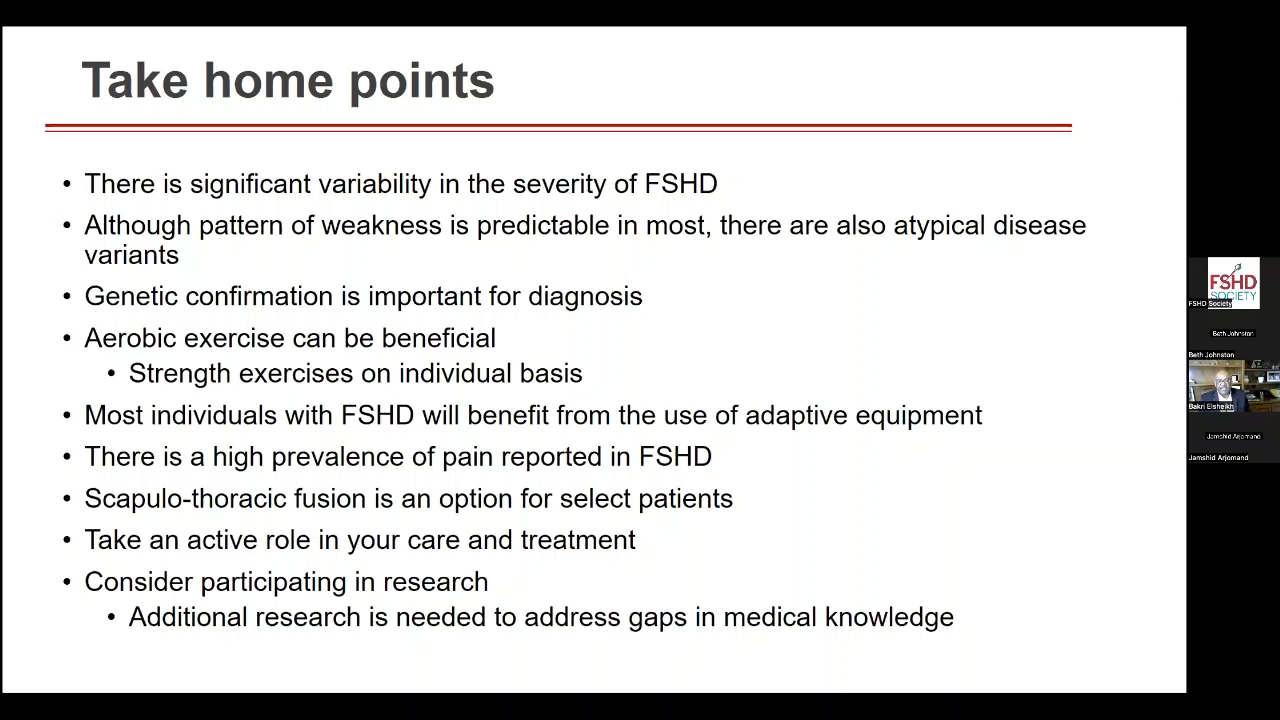 Take home points
• There is significant variability in the severity of FSHD
• Although pattern of weakness is predictable in most, there are also atypical disease
variants
• Genetic confirmation is important for diagnosis
• Aerobic exercise can be beneficial
• Strength exercises on individual basis
• Most individuals with FSHD will benefit from the use of adaptive equipment
• There is a high prevalence of pain reported in FSHD
• Scapulo-thoracic fusion is an option for select patients
• Take an active role in your care and treatment
• Consider participating in research
• Additional research is needed to address gaps in medical knowledge
FSHD
SOCIETY
FSHD Society
Beth Johnston
Beth Johnston
Bakri Elsheikh
Jamshid Arjomand
Jamshid Arjomand